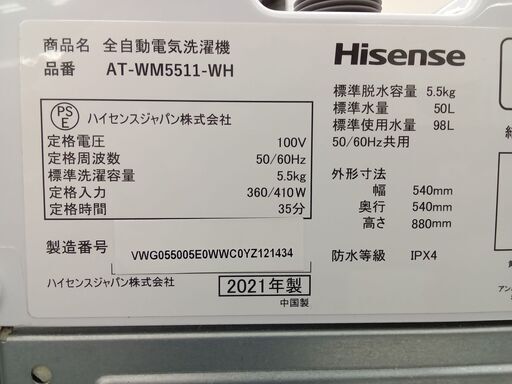 商品名 全自動電気洗濯機
品番 AT-WM5511-WH
PS
E
ハイセンスジャパン株式会社
定格電圧 100V
定格周波数 50/60Hz
標準洗濯容量 5.5kg
定格入力 360/410W
定格時間 35分
製造番号 VWG055005E0WWC0YZ121434
ハイセンスジャパン株式会社
2021年製
中国製
Hisense
標準脱水容量 5.5kg
標準水量 50L
標準使用水量 98L
50/60Hz共用
外形寸法
幅 540mm
奥行 540mm
高さ 880mm
防水等級 IPX4